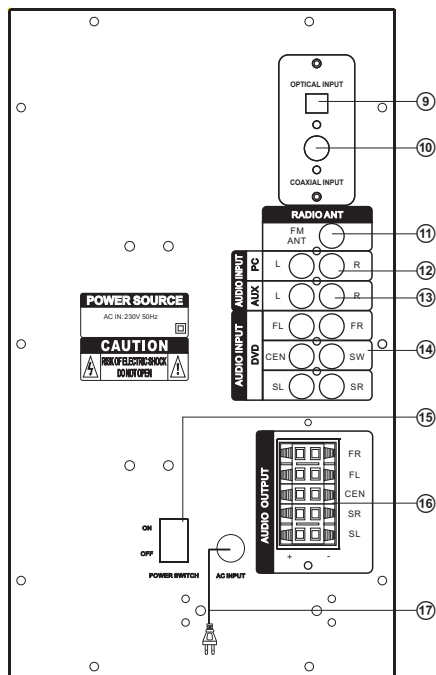 OPTICAL INPUT
9
10
COAXIAL INPUT
RADIO ANT
FM
ANT
11
AUDIO INPUT
PC
L
R
12
AUX
L
R
13
AUDIO INPUT
DVD
FL
FR
CEN
SW
14
SL
SR
POWER SOURCE
AC IN: 230V 50Hz
CAUTION
RISK OF ELECTRIC SHOCK
DO NOT OPEN
15
AUDIO OUTPUT
FR
FL
CEN
SR
SL
16
+ -
ON
OFF
POWER SWITCH
AC INPUT
17